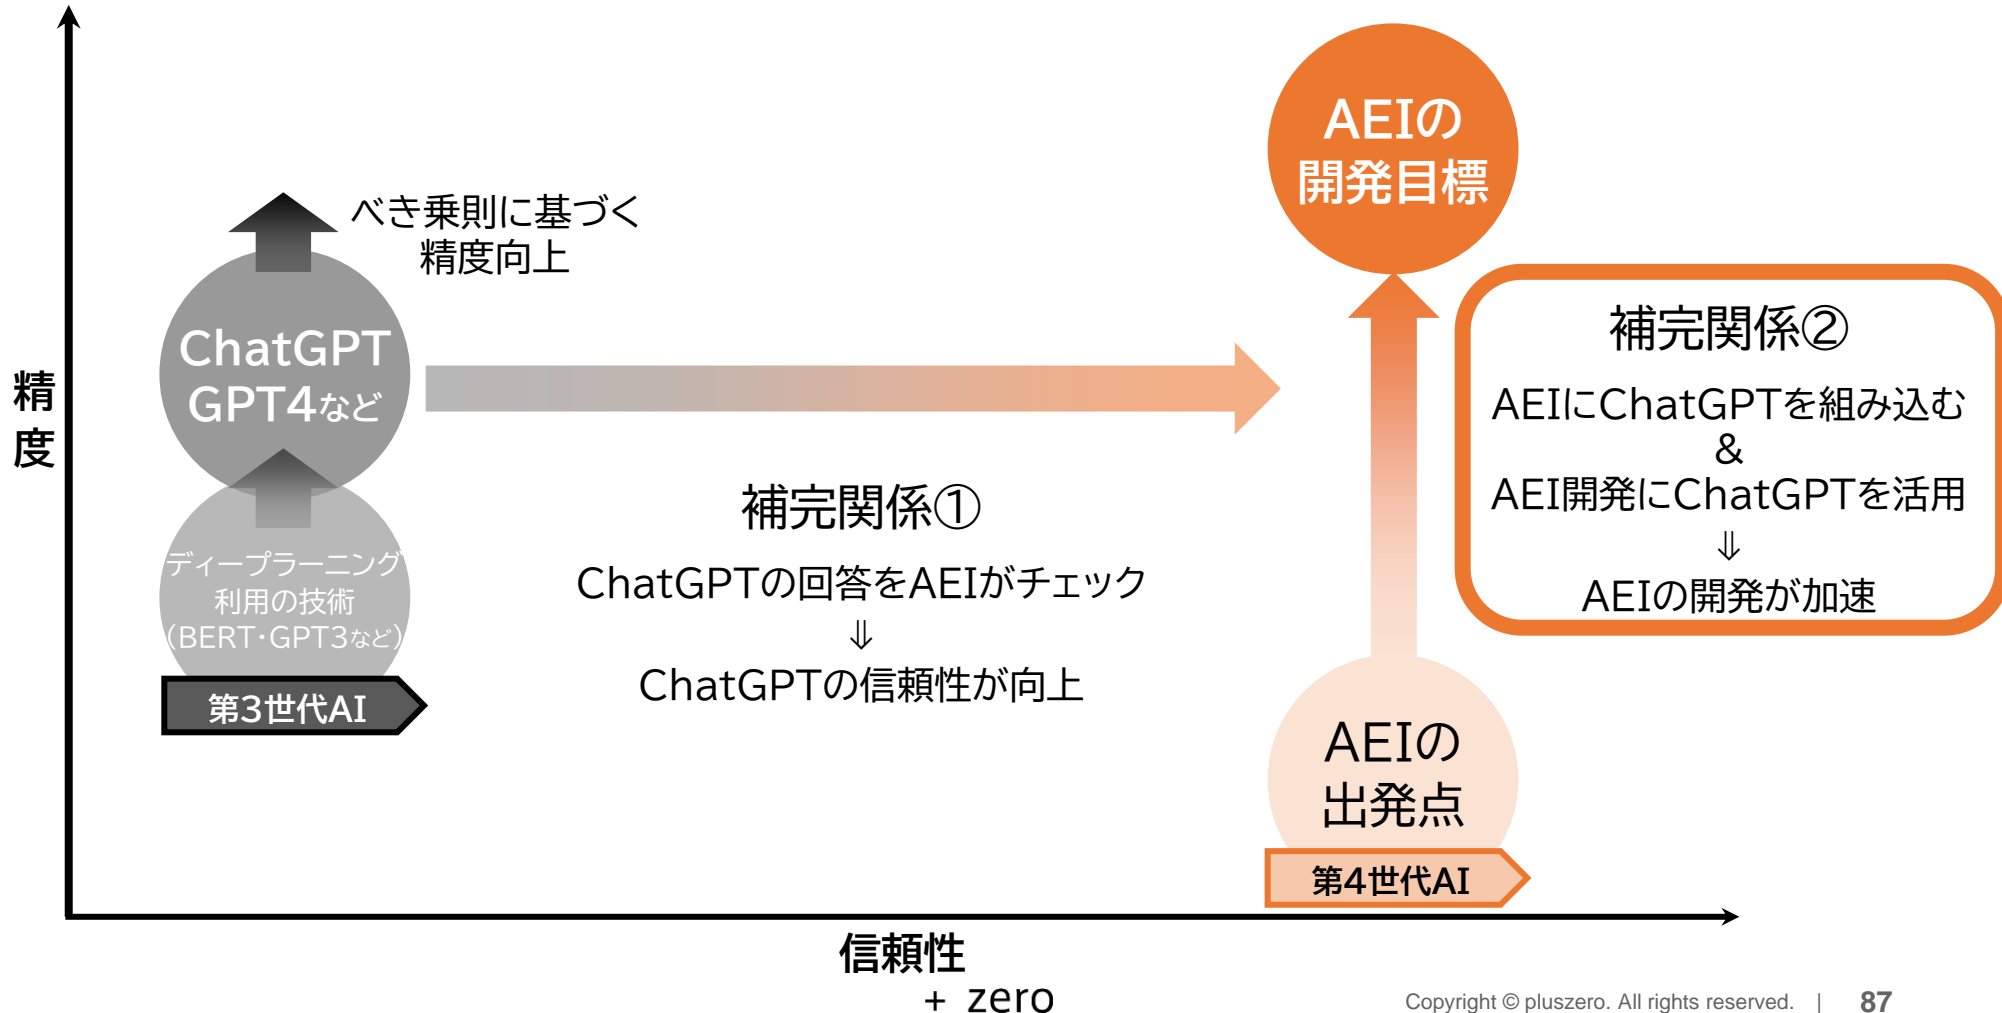 精
度
べき乗則に基づく
精度向上
ChatGPT
GPT4など
ディープラーニング
利用の技術
（BERT・GPT3など）
第3世代AI
補完関係①
ChatGPTの回答をAEIがチェック
⇓
ChatGPTの信頼性が向上
AEIの
開発目標
補完関係②
AEIにChatGPTを組み込む
&
AEI開発にChatGPTを活用
⇓
AEIの開発が加速
AEIの
出発点
第4世代AI
信頼性
+ zero
Copyright © pluszero. All rights reserved. | 87